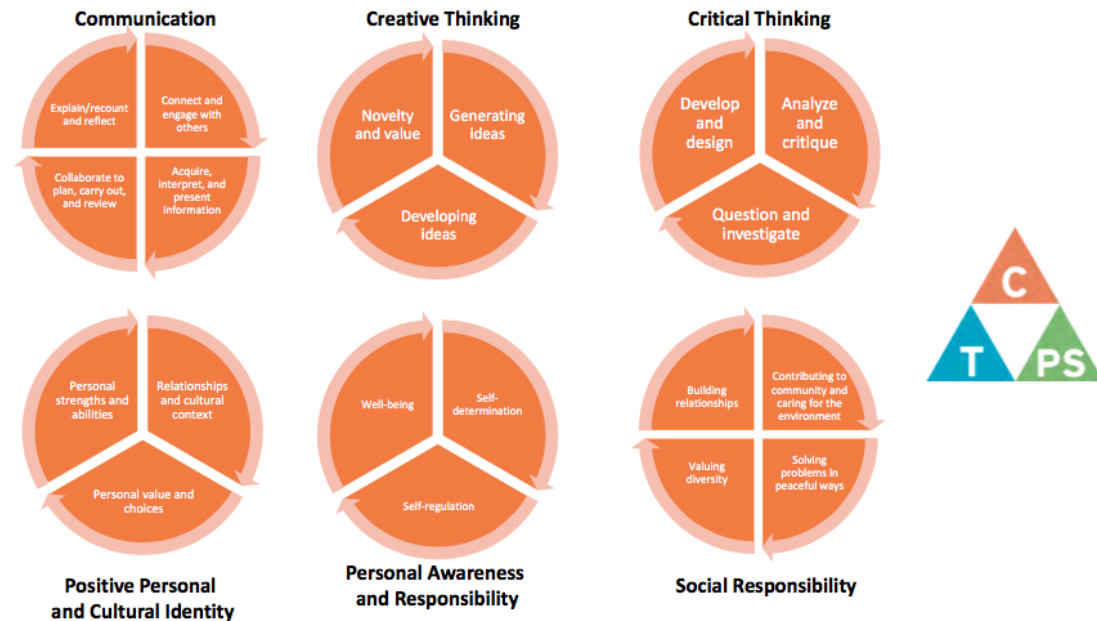 Communication
Explain/recount
and reflect
Connect and
engage with
others
Collaborate to
plan, carry out,
and review
Acquire,
interpret, and
present
information
Creative Thinking
Novelty
and value
Generating
ideas
Developing
ideas
Critical Thinking
Develop
and
design
Analyze
and
critique
Question and
investigate
C
T
PS
Personal
strengths and
abilities
Relationships
and cultural
context
Personal value and
choices
Positive Personal
and Cultural Identity
Well-being
Self-
determination
Self-regulation
Personal Awareness
and Responsibility
Building
relationships
Contributing to
community and
caring for the
environment
Valuing
diversity
Solving
problems in
peaceful ways
Social Responsibility